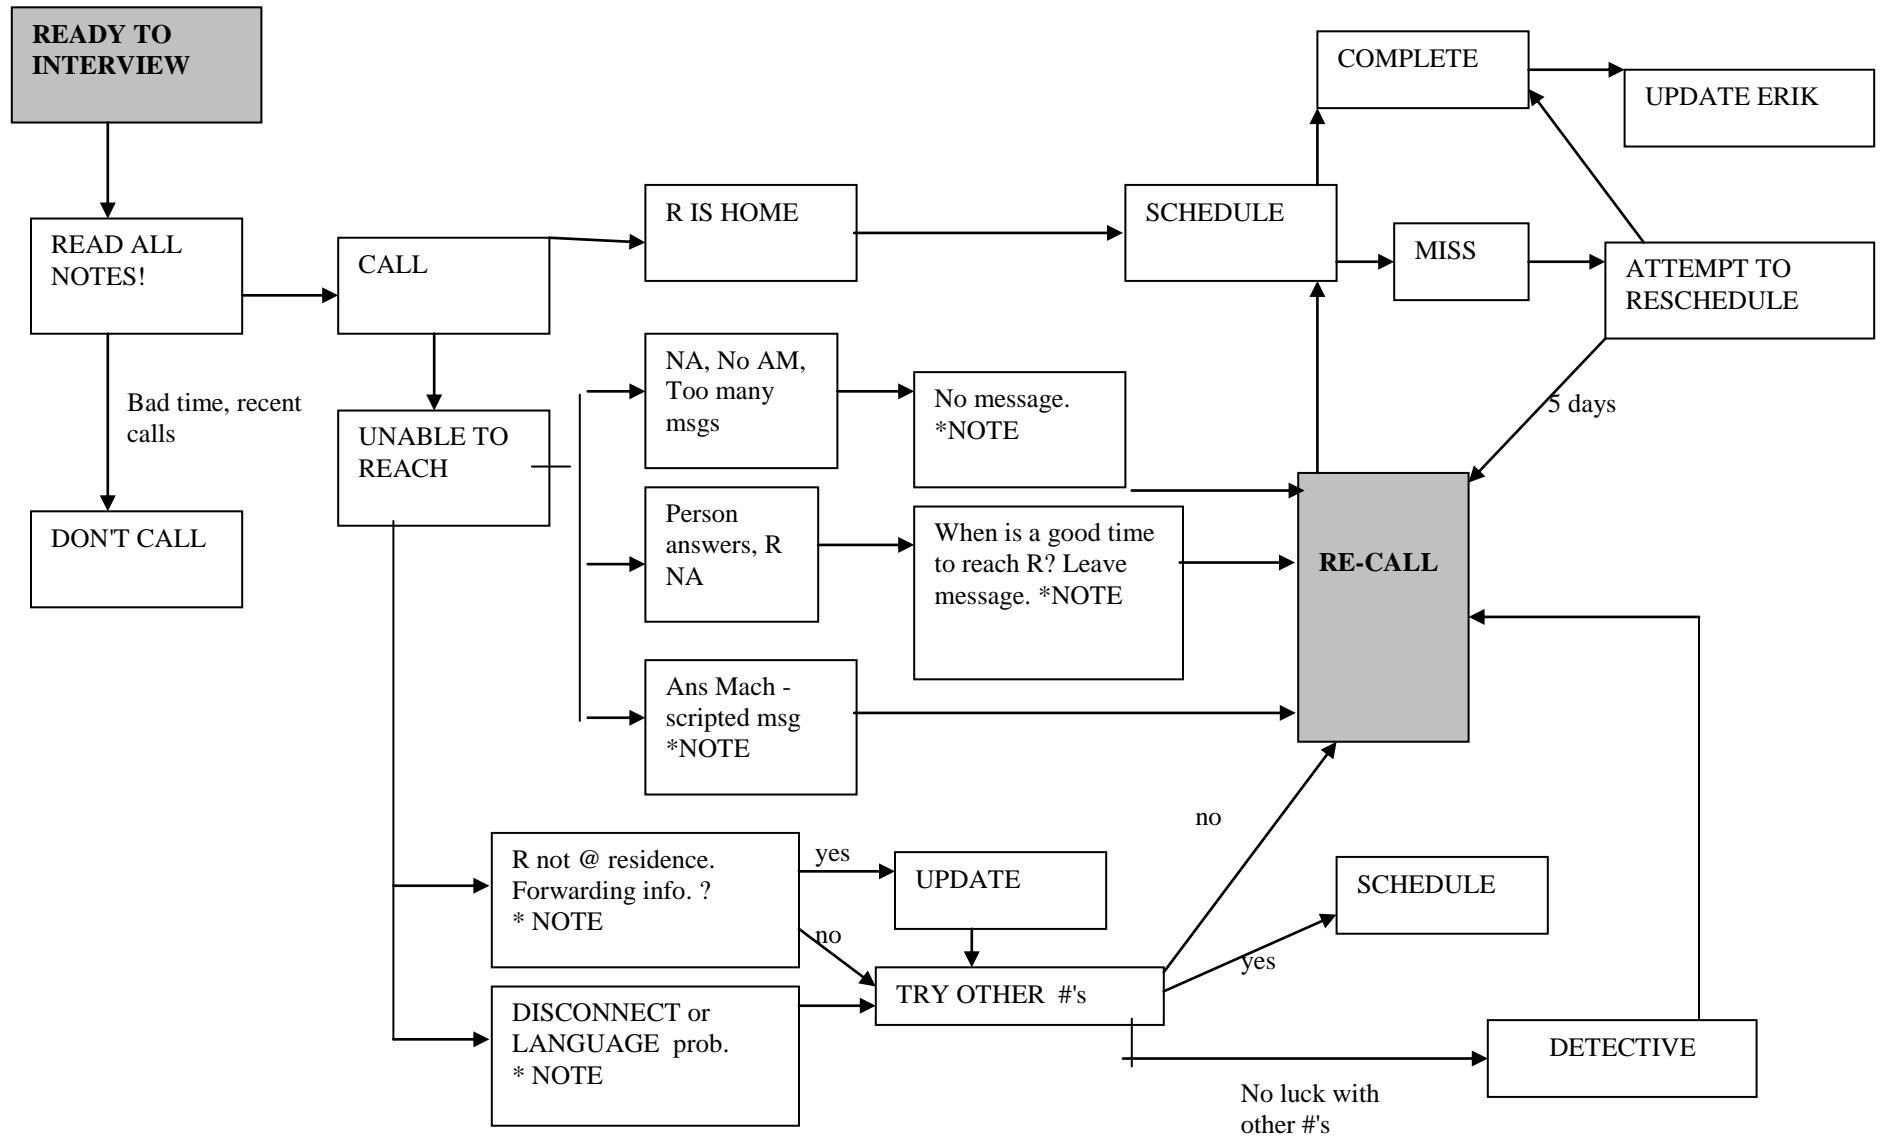 READY TO
INTERVIEW
READ ALL
NOTES!
Bad time, recent
calls
DON'T CALL
CALL
UNABLE TO
REACH
R IS HOME
SCHEDULE
COMPLETE
UPDATE ERIK
MISS
ATTEMPT TO
RESCHEDULE
5 days
NA, No AM,
Too many
msgs
No message.
*NOTE
Person
answers, R
NA
When is a good time
to reach R? Leave
message. *NOTE
Ans Mach -
scripted msg
*NOTE
RE-CALL
R not @ residence.
Forwarding info. ?
* NOTE
yes
no
UPDATE
DISCONNECT or
LANGUAGE  prob.
* NOTE
TRY OTHER  #'s
no
yes
SCHEDULE
No luck with
other #'s
DETECTIVE